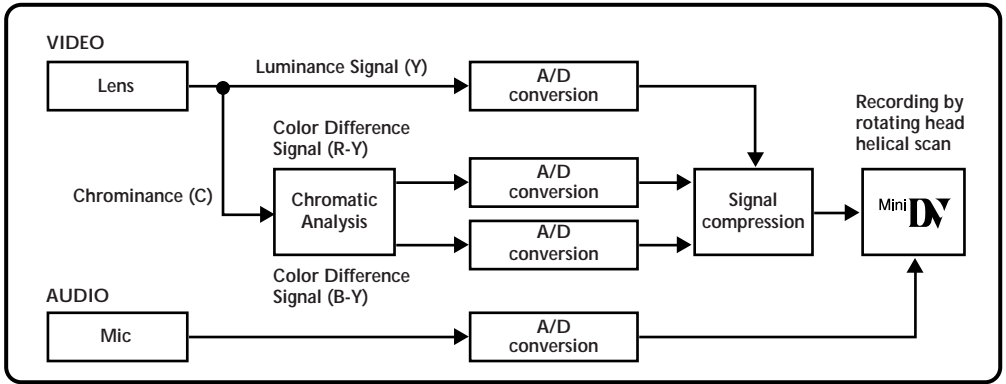 VIDEO
Lens
Luminance Signal (Y)
A/D
conversion
Recording by
rotating head
helical scan
Color Difference
Signal (R-Y)
Chrominance (C)
Chromatic
Analysis
A/D
conversion
A/D
conversion
Signal
compression
Mini DV
Color Difference
Signal (B-Y)
AUDIO
Mic
A/D
conversion